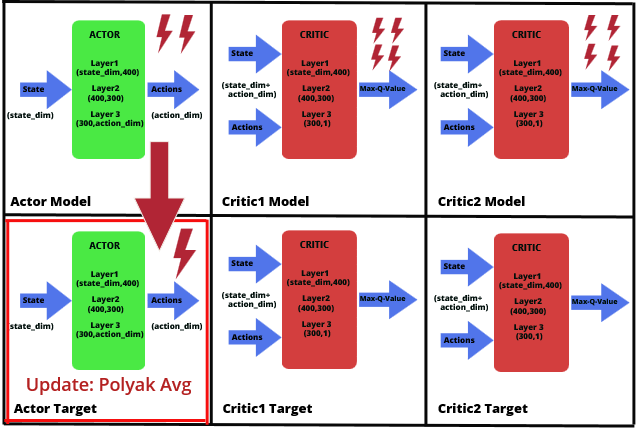 ACTOR
Layer1
(state_dim,400)
Layer2
(400,300)
Layer 3
(300,action_dim)
State
Actions
(state_dim)
(action_dim)
Actor Model
CRITIC
State
Layer1
(state_dim,400)
(state_dim+
action_dim)
Layer2
(400,300)
Max-Q-Value
Layer 3
(300,1)
Actions
Critic1 Model
CRITIC
State
Layer1
(state_dim,400)
(state_dim+
action_dim)
Layer2
(400,300)
Max-Q-Value
Layer 3
(300,1)
Actions
Critic2 Model
ACTOR
Layer1
(state_dim,400)
Layer2
(400,300)
Layer 3
(300,action_dim)
State
Actions
state_dim)
(action_dim)
Update: Polyak Avg
Actor Target
CRITIC
State
Layer1
(state_dim,400)
(state_dim+
action_dim)
Layer2
(400,300)
Max-Q-Value
Layer 3
(300,1)
Actions
Critic1 Target
CRITIC
State
Layer1
(state_dim,400)
(state_dim+
action_dim)
Layer2
(400,300)
Max-Q-Value
Layer 3
(300,1)
Actions
Critic2 Target